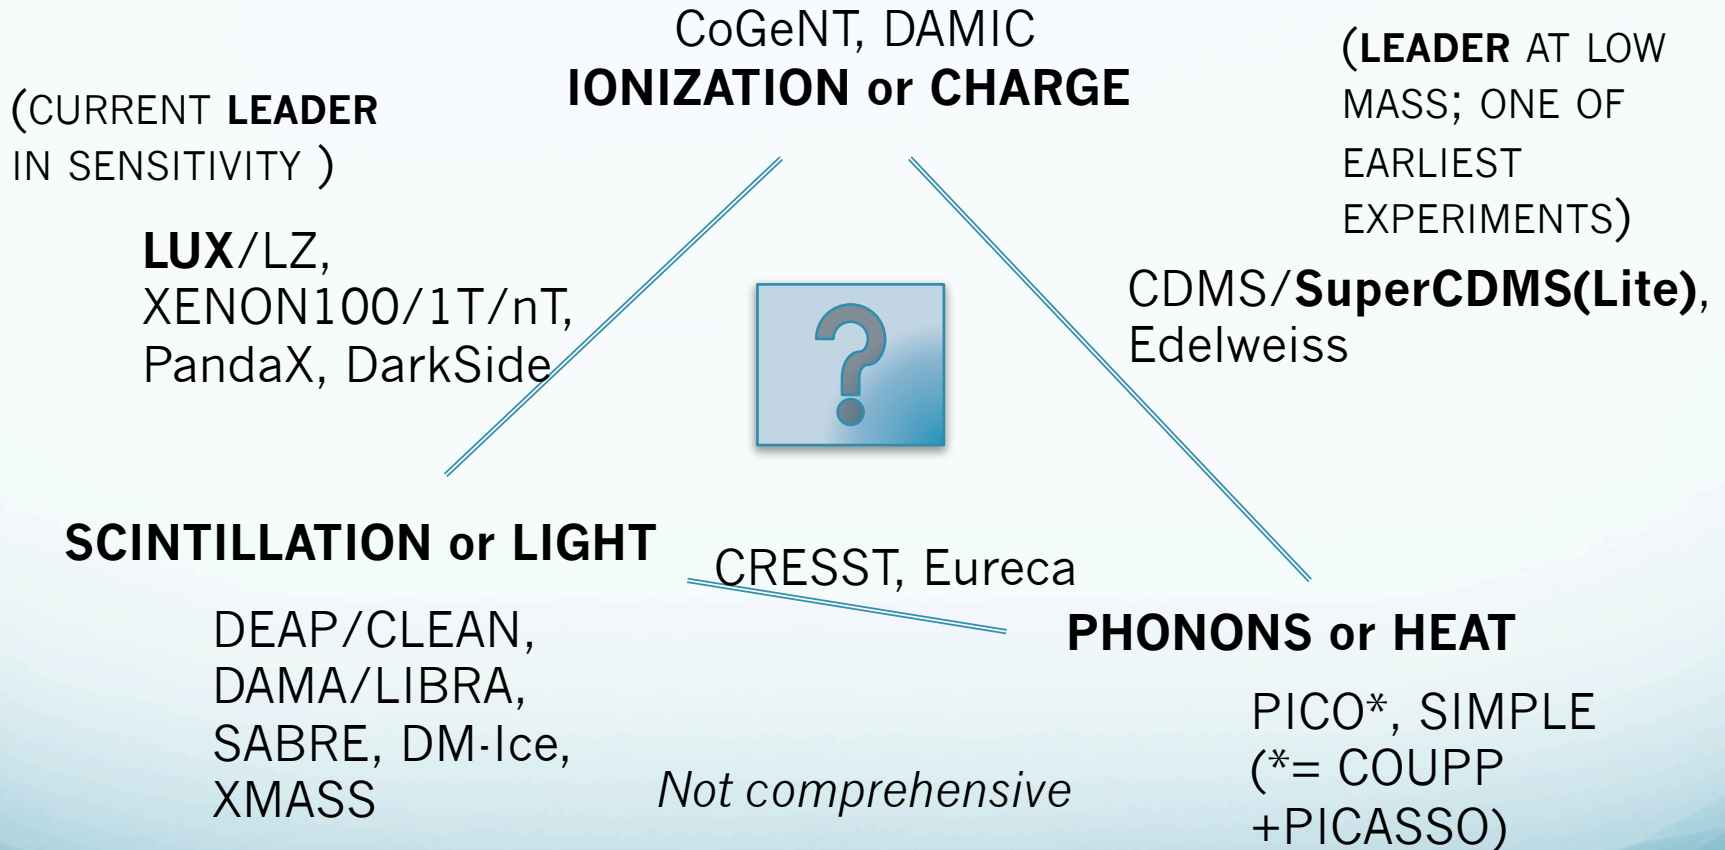 CoGeNT, DAMIC
IONIZATION or CHARGE
(CURRENT LEADER
IN SENSITIVITY )
(LEADER AT LOW
MASS; ONE OF
EARLIEST
EXPERIMENTS)
LUX/LZ,
XENON100/1T/nT,
PandaX, DarkSide
?
CDMS/SuperCDMS(Lite),
Edelweiss
SCINTILLATION or LIGHT
CRESST, Eureca
DEAP/CLEAN,
DAMA/LIBRA,
SABRE, DM-Ice,
XMASS
PHONONS or HEAT
PICO*, SIMPLE
(*= COUPP
+PICASSO)
Not comprehensive